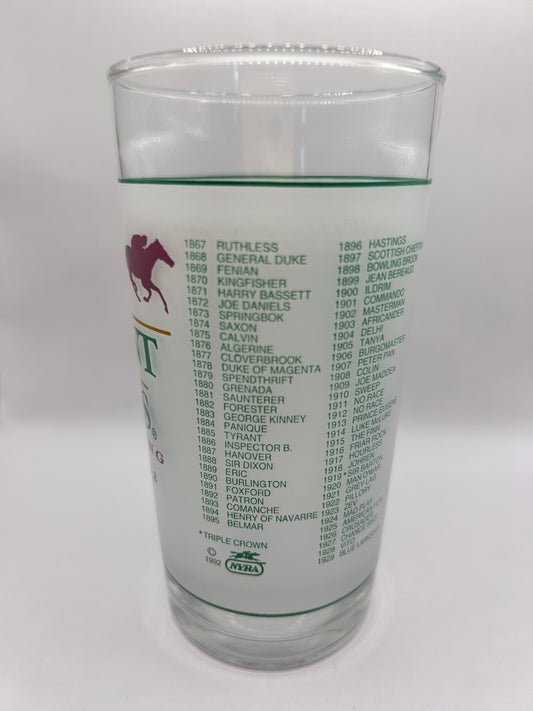 NT
S®
NG
2
1867 RUTHLESS
1868 GENERAL DUKE
1869 FENIAN
1870 KINGFISHER
1871 HARRY BASSETT
1872 JOE DANIELS
1873 SPRINGBOK
1874 SAXON
1875 CALVIN
1876 ALGERINE
1877 CLOVERBROOK
1878 DUKE OF MAGENTA
1879 SPENDTHRIFT
1880 GRENADA
1881 SAUNTERER
1882 FORESTER
1883 GEORGE KINNEY
1884 PANIQUE
1885 TYRANT
1886 INSPECTOR B.
1887 HANOVER
1888 SIR DIXON
1889 ERIC
1890 BURLINGTON
1891 FOXFORD
1892 PATRON
1893 COMANCHE
1894 HENRY OF NAVARRE
1895 BELMAR
*TRIPLE CROWN
© 1992 NYRA
1896 HASTINGS
1897 SCOTTISH CHIEFTA
1898 BOWLING BROOK
1899 JEAN BEREAUD
1900 ILDRIM
1901 COMMANDO
1902 MASTERMAN
1903 AFRICANDER
1904 DELHI
1905 TANYA
1906 BURGOMASTER
1907 PETER PAN
1908 COLIN
1909 JOE MADDEN
1910 SWEEP
1911 NO RACE
1912 NO RACE
1913 PRINCE EUGENE
1914 LUKE McLUKE
1915 THE FINN
1916 FRIAR ROCK
1917 HOURLESS
1918 JOHREN
1919 *SIR BARTON
1920 MAN O'WAR
1921 GREY LAG
1922 PILLORY
1923 ZEV
1924 MAD PLAY
1925 AMERICAN FLAG
1926 CRUSADER
1927 CHANCE SHOT
1928 VITO
1929 BLUE LARKSPUR